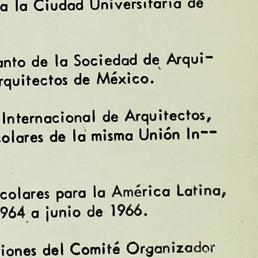 a la Ciudad Universitaria de
anto de la Sociedad de Arqui-
rquitectos de México.
Internacional de Arquitectos,
colares de la misma Unión In--
colares para la América Latina,
964 a junio de 1966.
iones del Comité Organizador